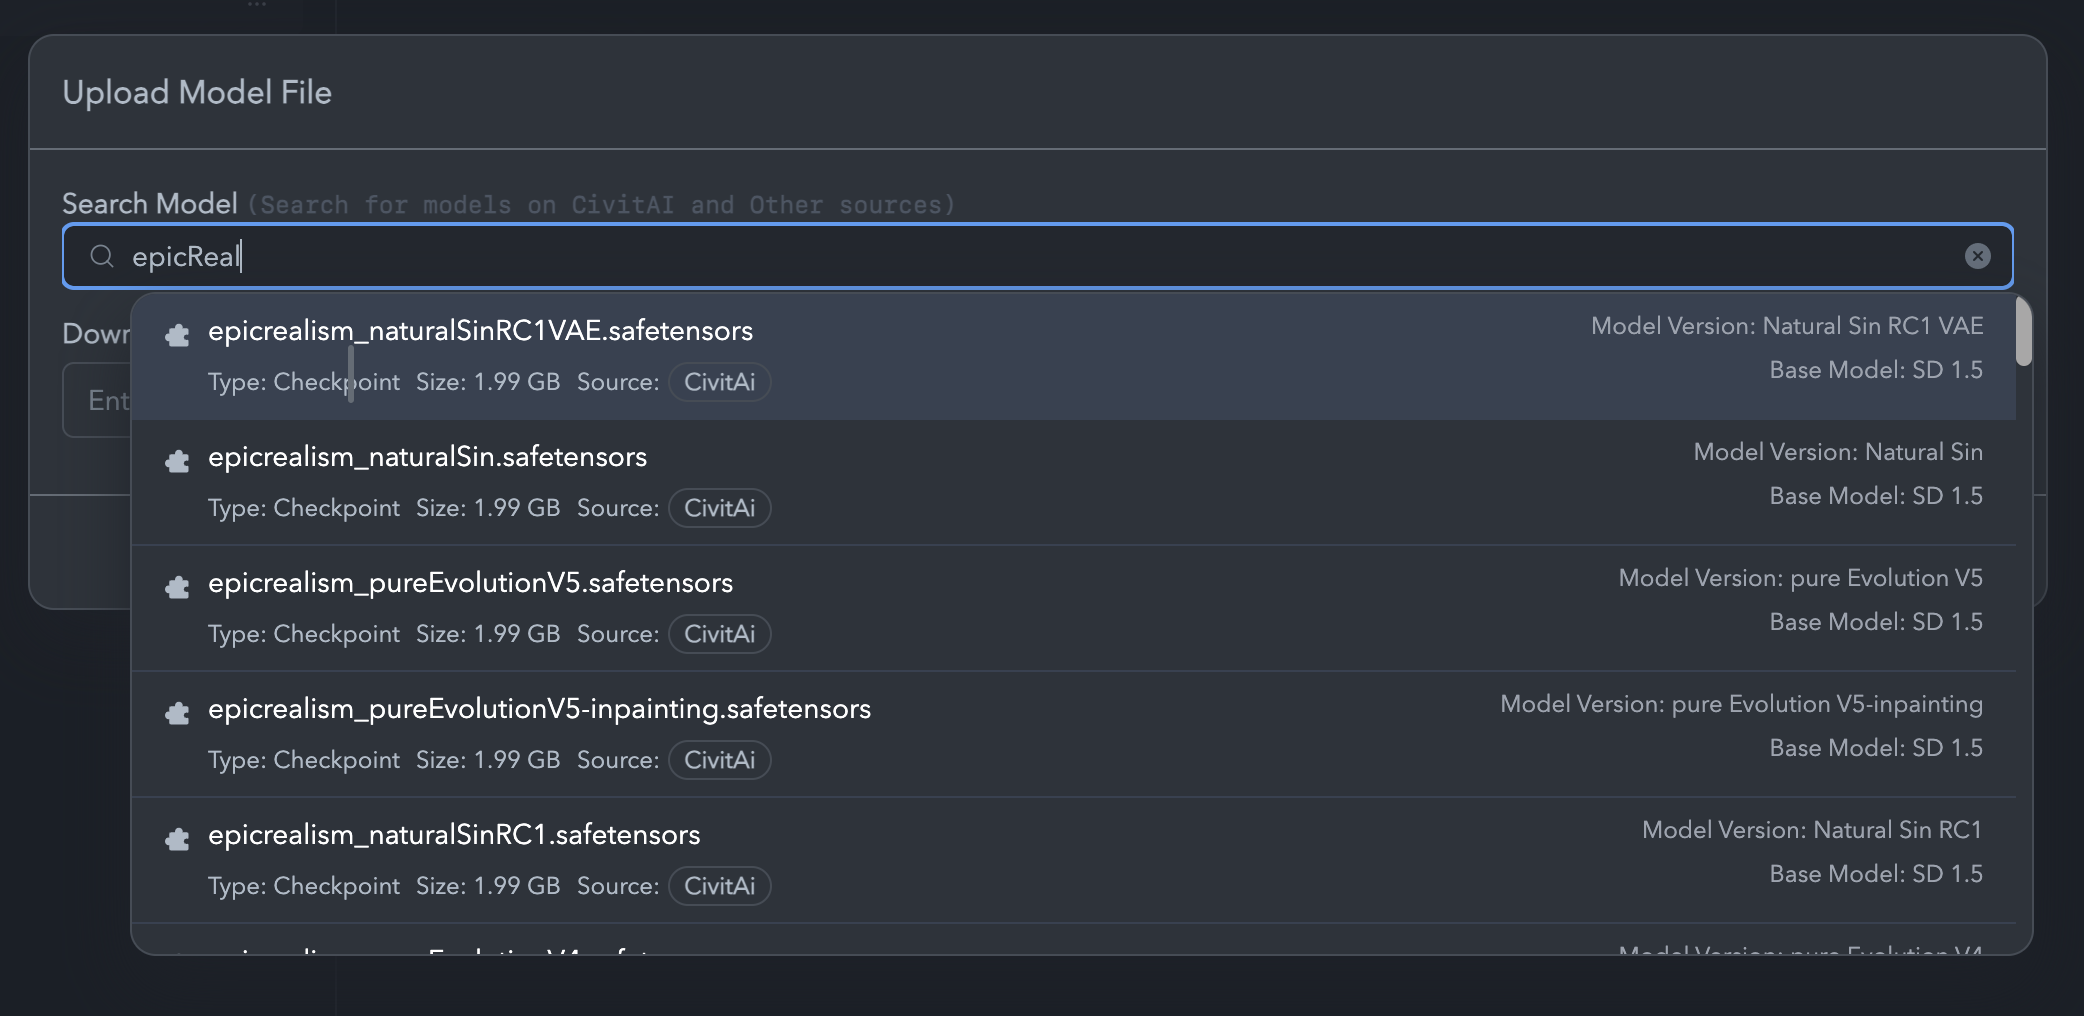 Upload Model File
Search Model (Search for models on CivitAI and Other sources)
epicReal
epicrealism_naturalSinRC1VAE.safetensors
Model Version: Natural Sin RC1 VAE
Type: Checkpoint Size: 1.99 GB Source: CivitAi
Base Model: SD 1.5
epicrealism_naturalSin.safetensors
Model Version: Natural Sin
Type: Checkpoint Size: 1.99 GB Source: CivitAi
Base Model: SD 1.5
epicrealism_pureEvolutionV5.safetensors
Model Version: pure Evolution V5
Type: Checkpoint Size: 1.99 GB Source: CivitAi
Base Model: SD 1.5
epicrealism_pureEvolutionV5-inpainting.safetensors
Model Version: pure Evolution V5-inpainting
Type: Checkpoint Size: 1.99 GB Source: CivitAi
Base Model: SD 1.5
epicrealism_naturalSinRC1.safetensors
Model Version: Natural Sin RC1
Type: Checkpoint Size: 1.99 GB Source: CivitAi
Base Model: SD 1.5
Model Version: pure Evolution V4